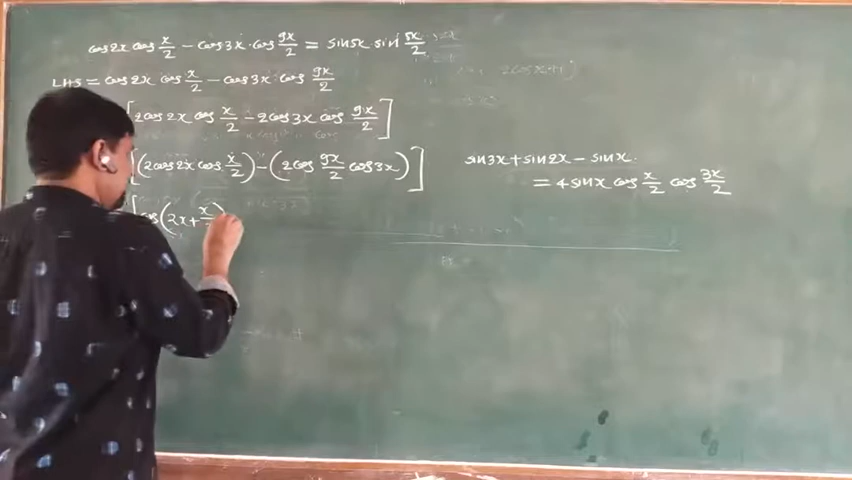 cos2x cos x/2 - cos3x · cos 9x/2 = sin5x · sin 5x/2
LHS = cos2x cos x/2 - cos3x · cos 9x/2
[2cos2x cos x/2 - 2cos3x cos 9x/2]
[(2cos2x cos x/2) - (2cos 9x/2 cos3x)]
sin3x + sin2x - sinx.
= 4sinx cos x/2 cos 3x/2
[cos(2x + x/